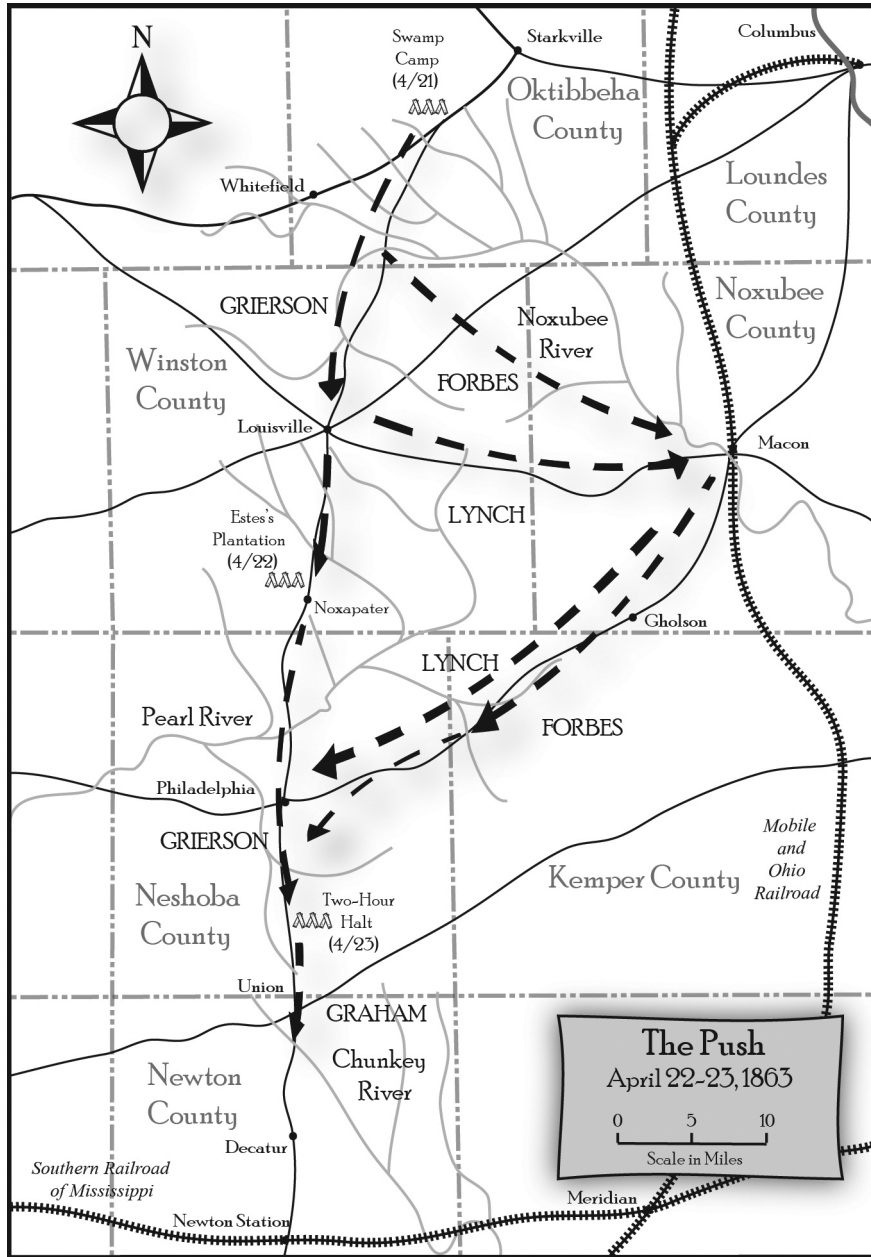 N
Swamp
Camp
(4/21)
Starkville
Columbus
Oktibbeha
County
Whitefield
Loundes
County
GRIERSON
Noxubee
River
Noxubee
County
Winston
County
FORBES
Louisville
Macon
LYNCH
Estes's
Plantation
(4/22)
Noxapater
Gholson
LYNCH
Pearl River
FORBES
Philadelphia
GRIERSON
Mobile
and
Ohio
Railroad
Kemper County
Neshoba
County
Two-Hour
Halt
(4/23)
Union
GRAHAM
Chunkey
River
The Push
April 22-23, 1863
0 5 10
Scale in Miles
Newton
County
Decatur
Southern Railroad
of Mississippi
Meridian
Newton Station